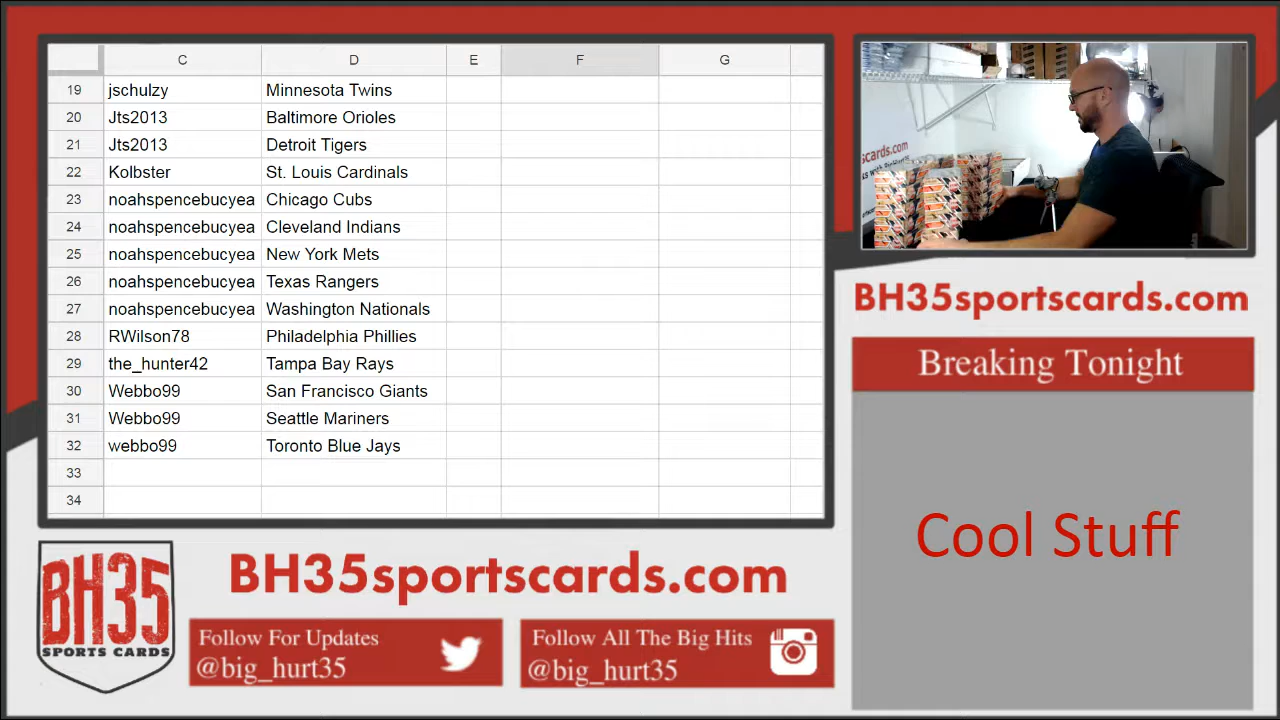 C D E F G
19 jschulzy Minnesota Twins
20 Jts2013 Baltimore Orioles
21 Jts2013 Detroit Tigers
22 Kolbster St. Louis Cardinals
23 noahspencebucyea Chicago Cubs
24 noahspencebucyea Cleveland Indians
25 noahspencebucyea New York Mets
26 noahspencebucyea Texas Rangers
27 noahspencebucyea Washington Nationals
28 RWilson78 Philadelphia Phillies
29 the_hunter42 Tampa Bay Rays
30 Webbo99 San Francisco Giants
31 Webbo99 Seattle Mariners
32 webbo99 Toronto Blue Jays
33
34
cards.com
BH35sportscards.com
Breaking Tonight
Cool Stuff
BH35
SPORTS CARDS
BH35sportscards.com
Follow For Updates
@big_hurt35
Follow All The Big Hits
@big_hurt35